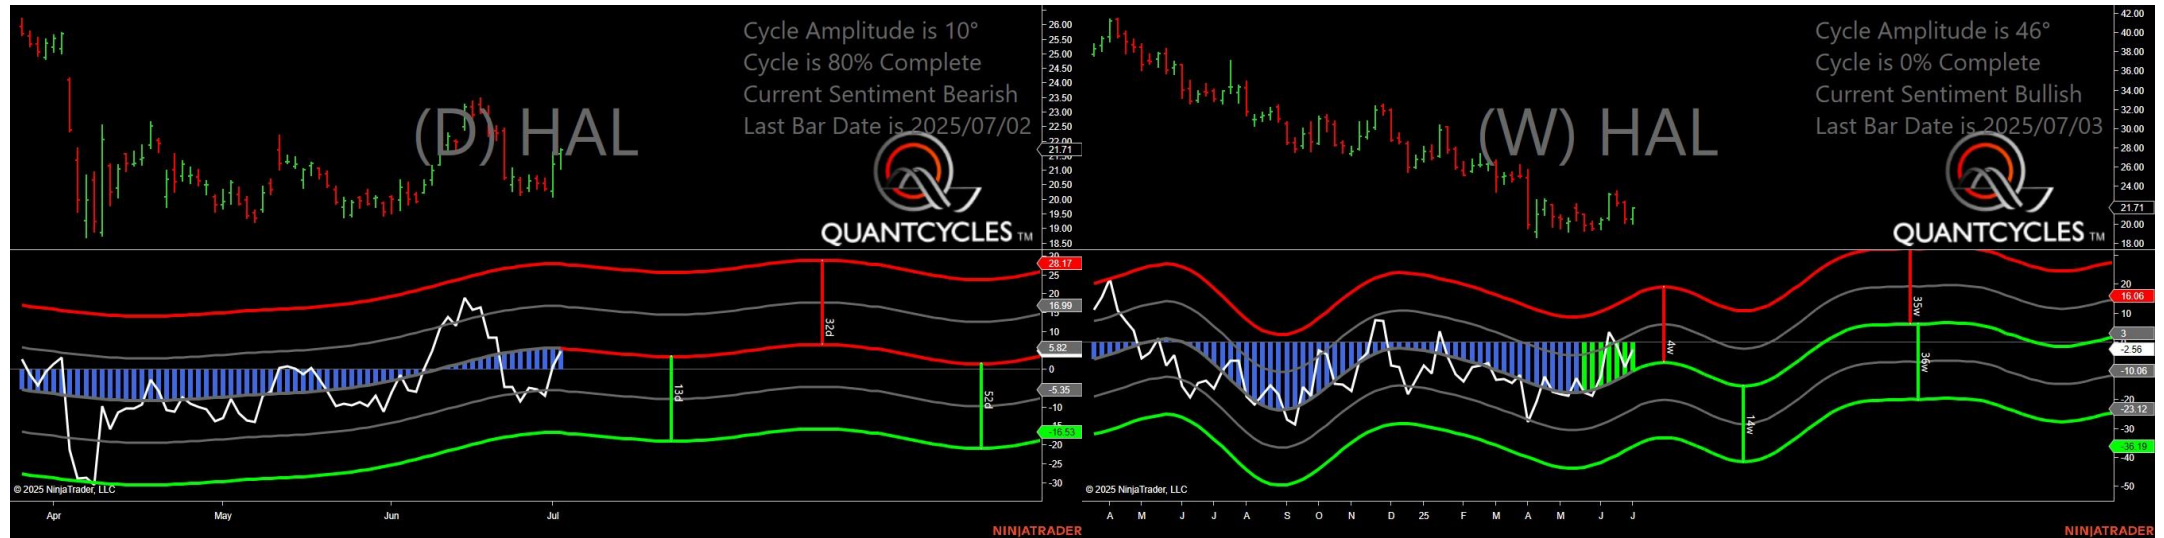 Cycle Amplitude is 10°
Cycle is 80% Complete
Current Sentiment Bearish
Last Bar Date is 2025/07/02
(D) HAL
QUANTCYCLES TM
26.00
25.50
25.00
24.50
24.00
23.50
23.00
22.50
22.00
21.71
21.50
21.00
20.50
20.00
19.50
19.00
18.50
28.17
25
20
16.99
15
10
5.82
0
-5.35
-10
-16.53
-20
-25
-30
13d
32d
52d
© 2025 NinjaTrader, LLC
Apr May Jun Jul
NINJATRADER
Cycle Amplitude is 46°
Cycle is 0% Complete
Current Sentiment Bullish
Last Bar Date is 2025/07/03
(W) HAL
QUANTCYCLES TM
42.00
40.00
38.00
36.00
34.00
32.00
30.00
28.00
26.00
24.00
21.71
20.00
18.00
20
16.06
10
3
-2.56
-10.06
-20
-23.12
-30
-36.19
-40
-50
4w
14w
35w
36w
© 2025 NinjaTrader, LLC
A M J J A S O N D 25 F M A M J J
NINJATRADER